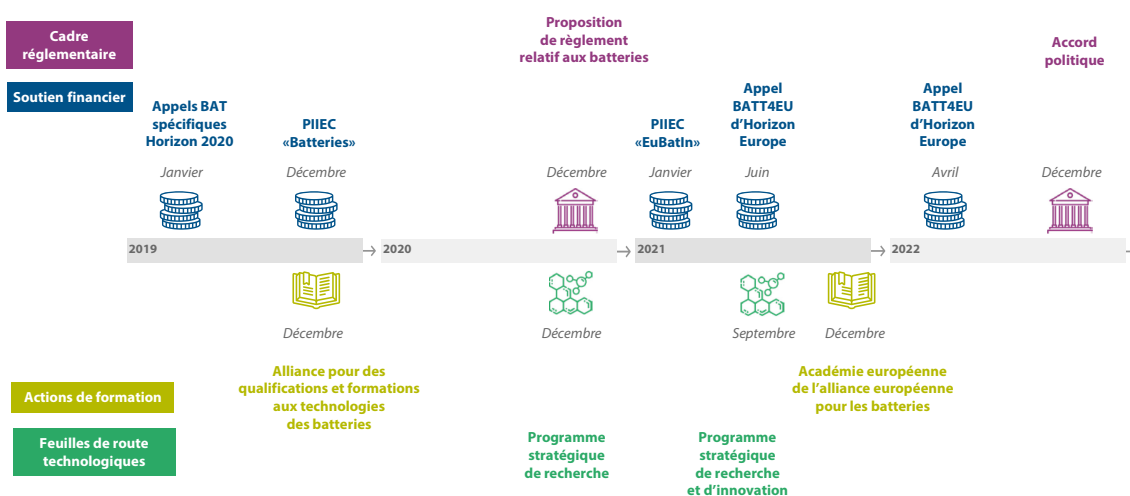 Cadre
réglementaire
Proposition
de règlement
relatif aux batteries
Accord
politique
Soutien financier
Appels BAT
spécifiques
Horizon 2020
PIIEC
«Batteries»
PIIEC
«EuBatIn»
Appel
BATT4EU
d’Horizon
Europe
Appel
BATT4EU
d’Horizon
Europe
Janvier
Décembre
Décembre
Janvier
Juin
Avril
Décembre
2019
2020
2021
2022
Décembre
Décembre
Septembre
Décembre
Actions de formation
Alliance pour des
qualifications et formations
aux technologies
des batteries
Académie européenne
de l’alliance européenne
pour les batteries
Feuilles de route
technologiques
Programme
stratégique
de recherche
Programme
stratégique
de recherche
et d’innovation